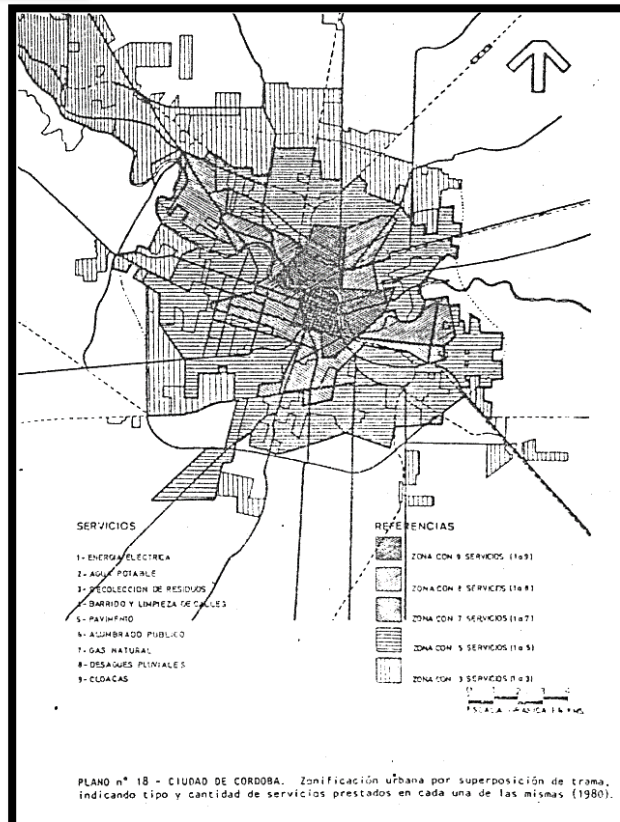 SERVICIOS
1- ENERGIA ELECTRICA
2- AGUA POTABLE
3- RECOLECCION DE RESIDUOS
4- BARRIDO Y LIMPIEZA DE CALLES
5- PAVIMENTO
6- ALUMBRADO PUBLICO
7- GAS NATURAL
8- DESAGUES PLUVIALES
9- CLOACAS
REFERENCIAS
ZONA CON 9 SERVICIOS (1a9)
ZONA CON 8 SERVICIOS (1a8)
ZONA CON 7 SERVICIOS (1a7)
ZONA CON 5 SERVICIOS (1a5)
ZONA CON 3 SERVICIOS (1a3)
0 1 2 3 4
ESCALA GRAFICA EN KMS.
PLANO n° 18 - CIUDAD DE CORDOBA. Zonificación urbana por superposición de trama,
indicando tipo y cantidad de servicios prestados en cada una de las mismas (1980).